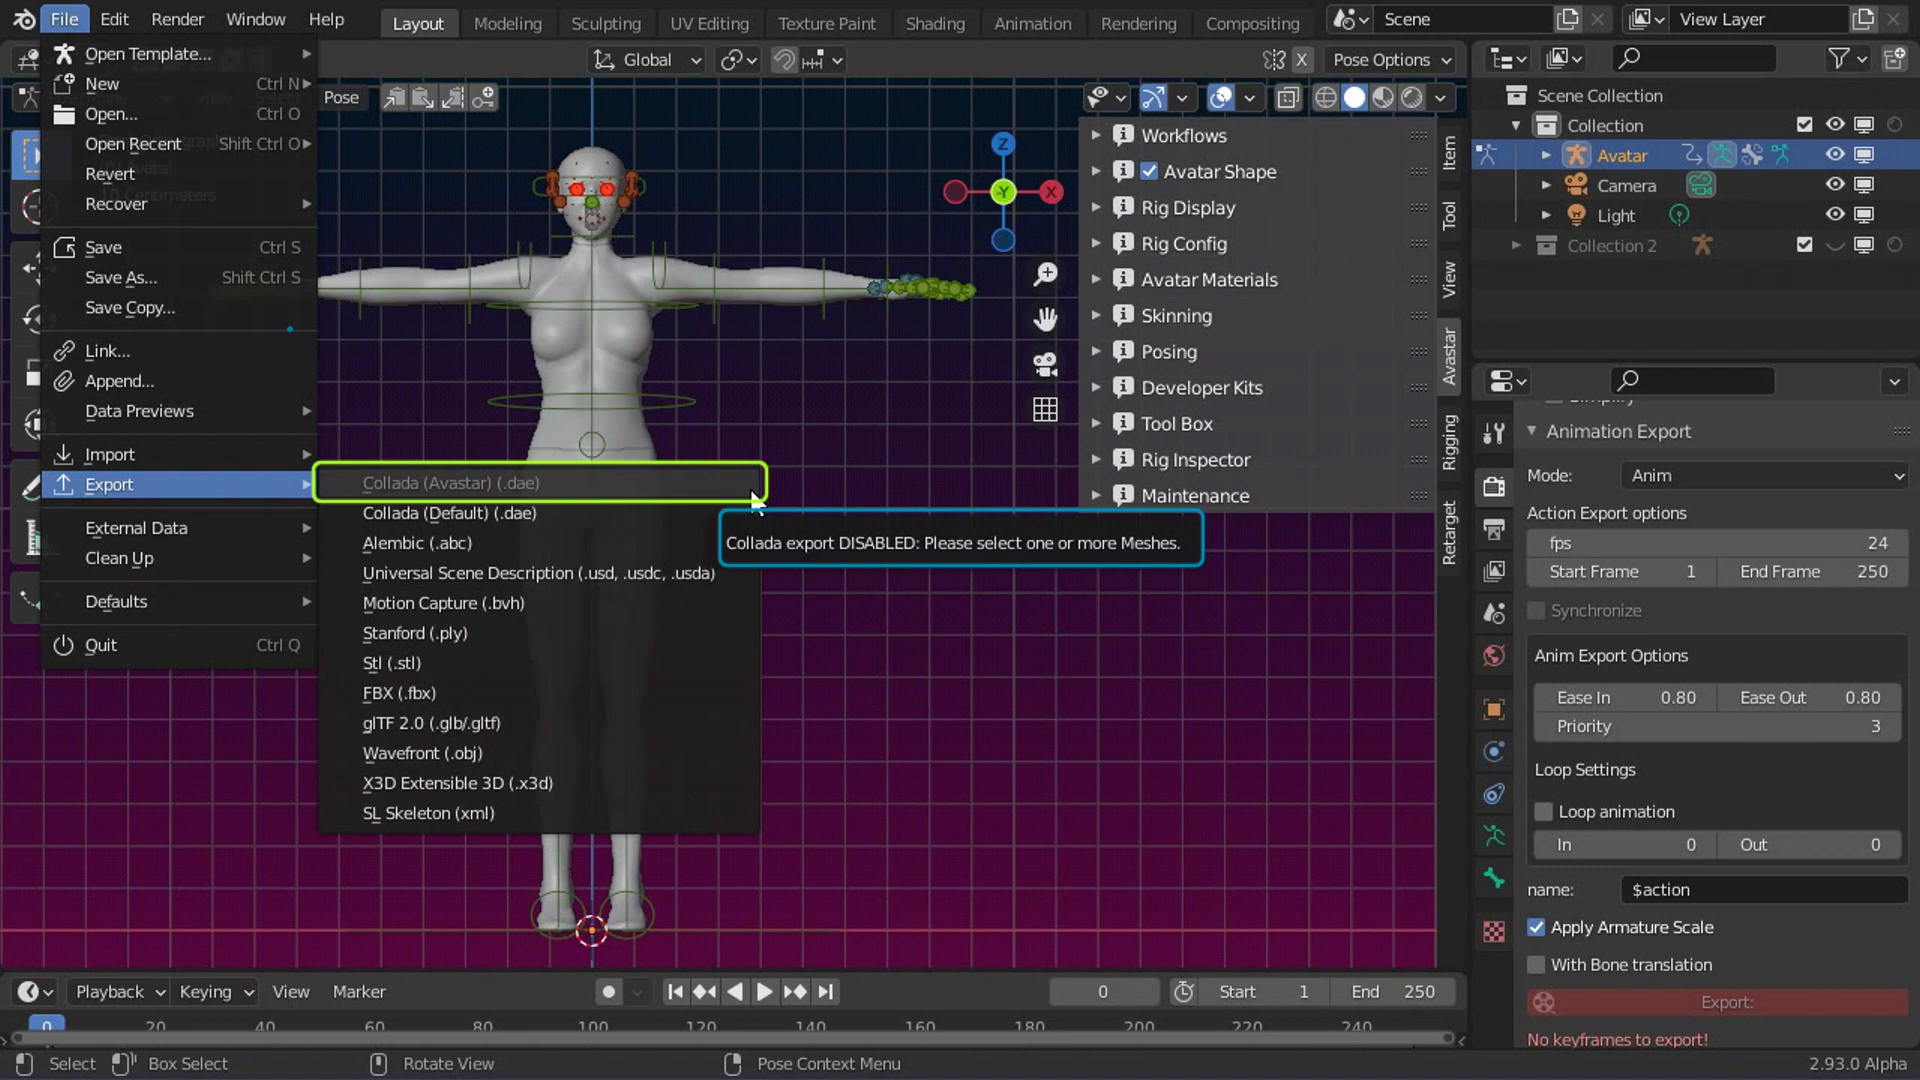 File Edit Render Window Help
Layout Modeling Sculpting UV Editing Texture Paint Shading Animation Rendering Compositing
Scene
View Layer
Open Template...
New Ctrl N
Open... Ctrl O
Open Recent Shift Ctrl O
Revert
Recover
Save Ctrl S
Save As... Shift Ctrl S
Save Copy...
Link...
Append...
Data Previews
Import
Export
External Data
Clean Up
Defaults
Quit Ctrl Q
Collada (Avastar) (.dae)
Collada (Default) (.dae)
Alembic (.abc)
Universal Scene Description (.usd, .usdc, .usda)
Motion Capture (.bvh)
Stanford (.ply)
Stl (.stl)
FBX (.fbx)
glTF 2.0 (.glb/.gltf)
Wavefront (.obj)
X3D Extensible 3D (.x3d)
SL Skeleton (xml)
Collada export DISABLED: Please select one or more Meshes.
Global
X
Pose Options
Pose
Z
-Y
X
Workflows
Avatar Shape
Rig Display
Rig Config
Avatar Materials
Skinning
Posing
Developer Kits
Tool Box
Rig Inspector
Maintenance
Item
Tool
View
Avastar
Rigging
Retarget
Scene Collection
Collection
Avatar
Camera
Light
Collection 2
Animation Export
Mode: Anim
Action Export options
fps 24
Start Frame 1 End Frame 250
Synchronize
Anim Export Options
Ease In 0.80 Ease Out 0.80
Priority 3
Loop Settings
Loop animation
In 0 Out 0
name: $action
Apply Armature Scale
With Bone translation
Export:
No keyframes to export!
Playback Keying View Marker
0 Start 1 End 250
0 20 40 60 80 100 120 140 160 180 200 220 240
Select Box Select Rotate View Pose Context Menu 2.93.0 Alpha